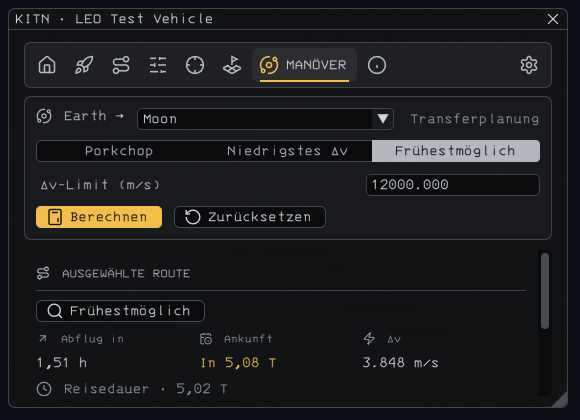 KITN · LEO Test Vehicle
MANÖVER
Earth → Moon Transferplanung
Porkchop Niedrigstes Δv Frühestmöglich
Δv-Limit (m/s) 12000.000
Berechnen Zurücksetzen
AUSGEWÄHLTE ROUTE
Frühestmöglich
Abflug in Ankunft Δv
1,51 h In 5,08 T 3.848 m/s
Reisedauer · 5,02 T